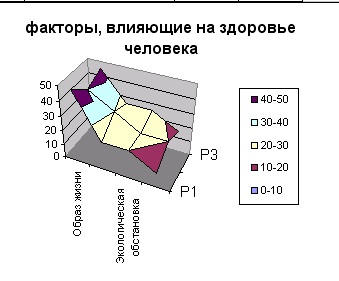 факторы, влияющие на здоровье
человека
50
40
30
20
10
0
Образ жизни
Экологическая
обстановка
P3
P1
40-50
30-40
20-30
10-20
0-10